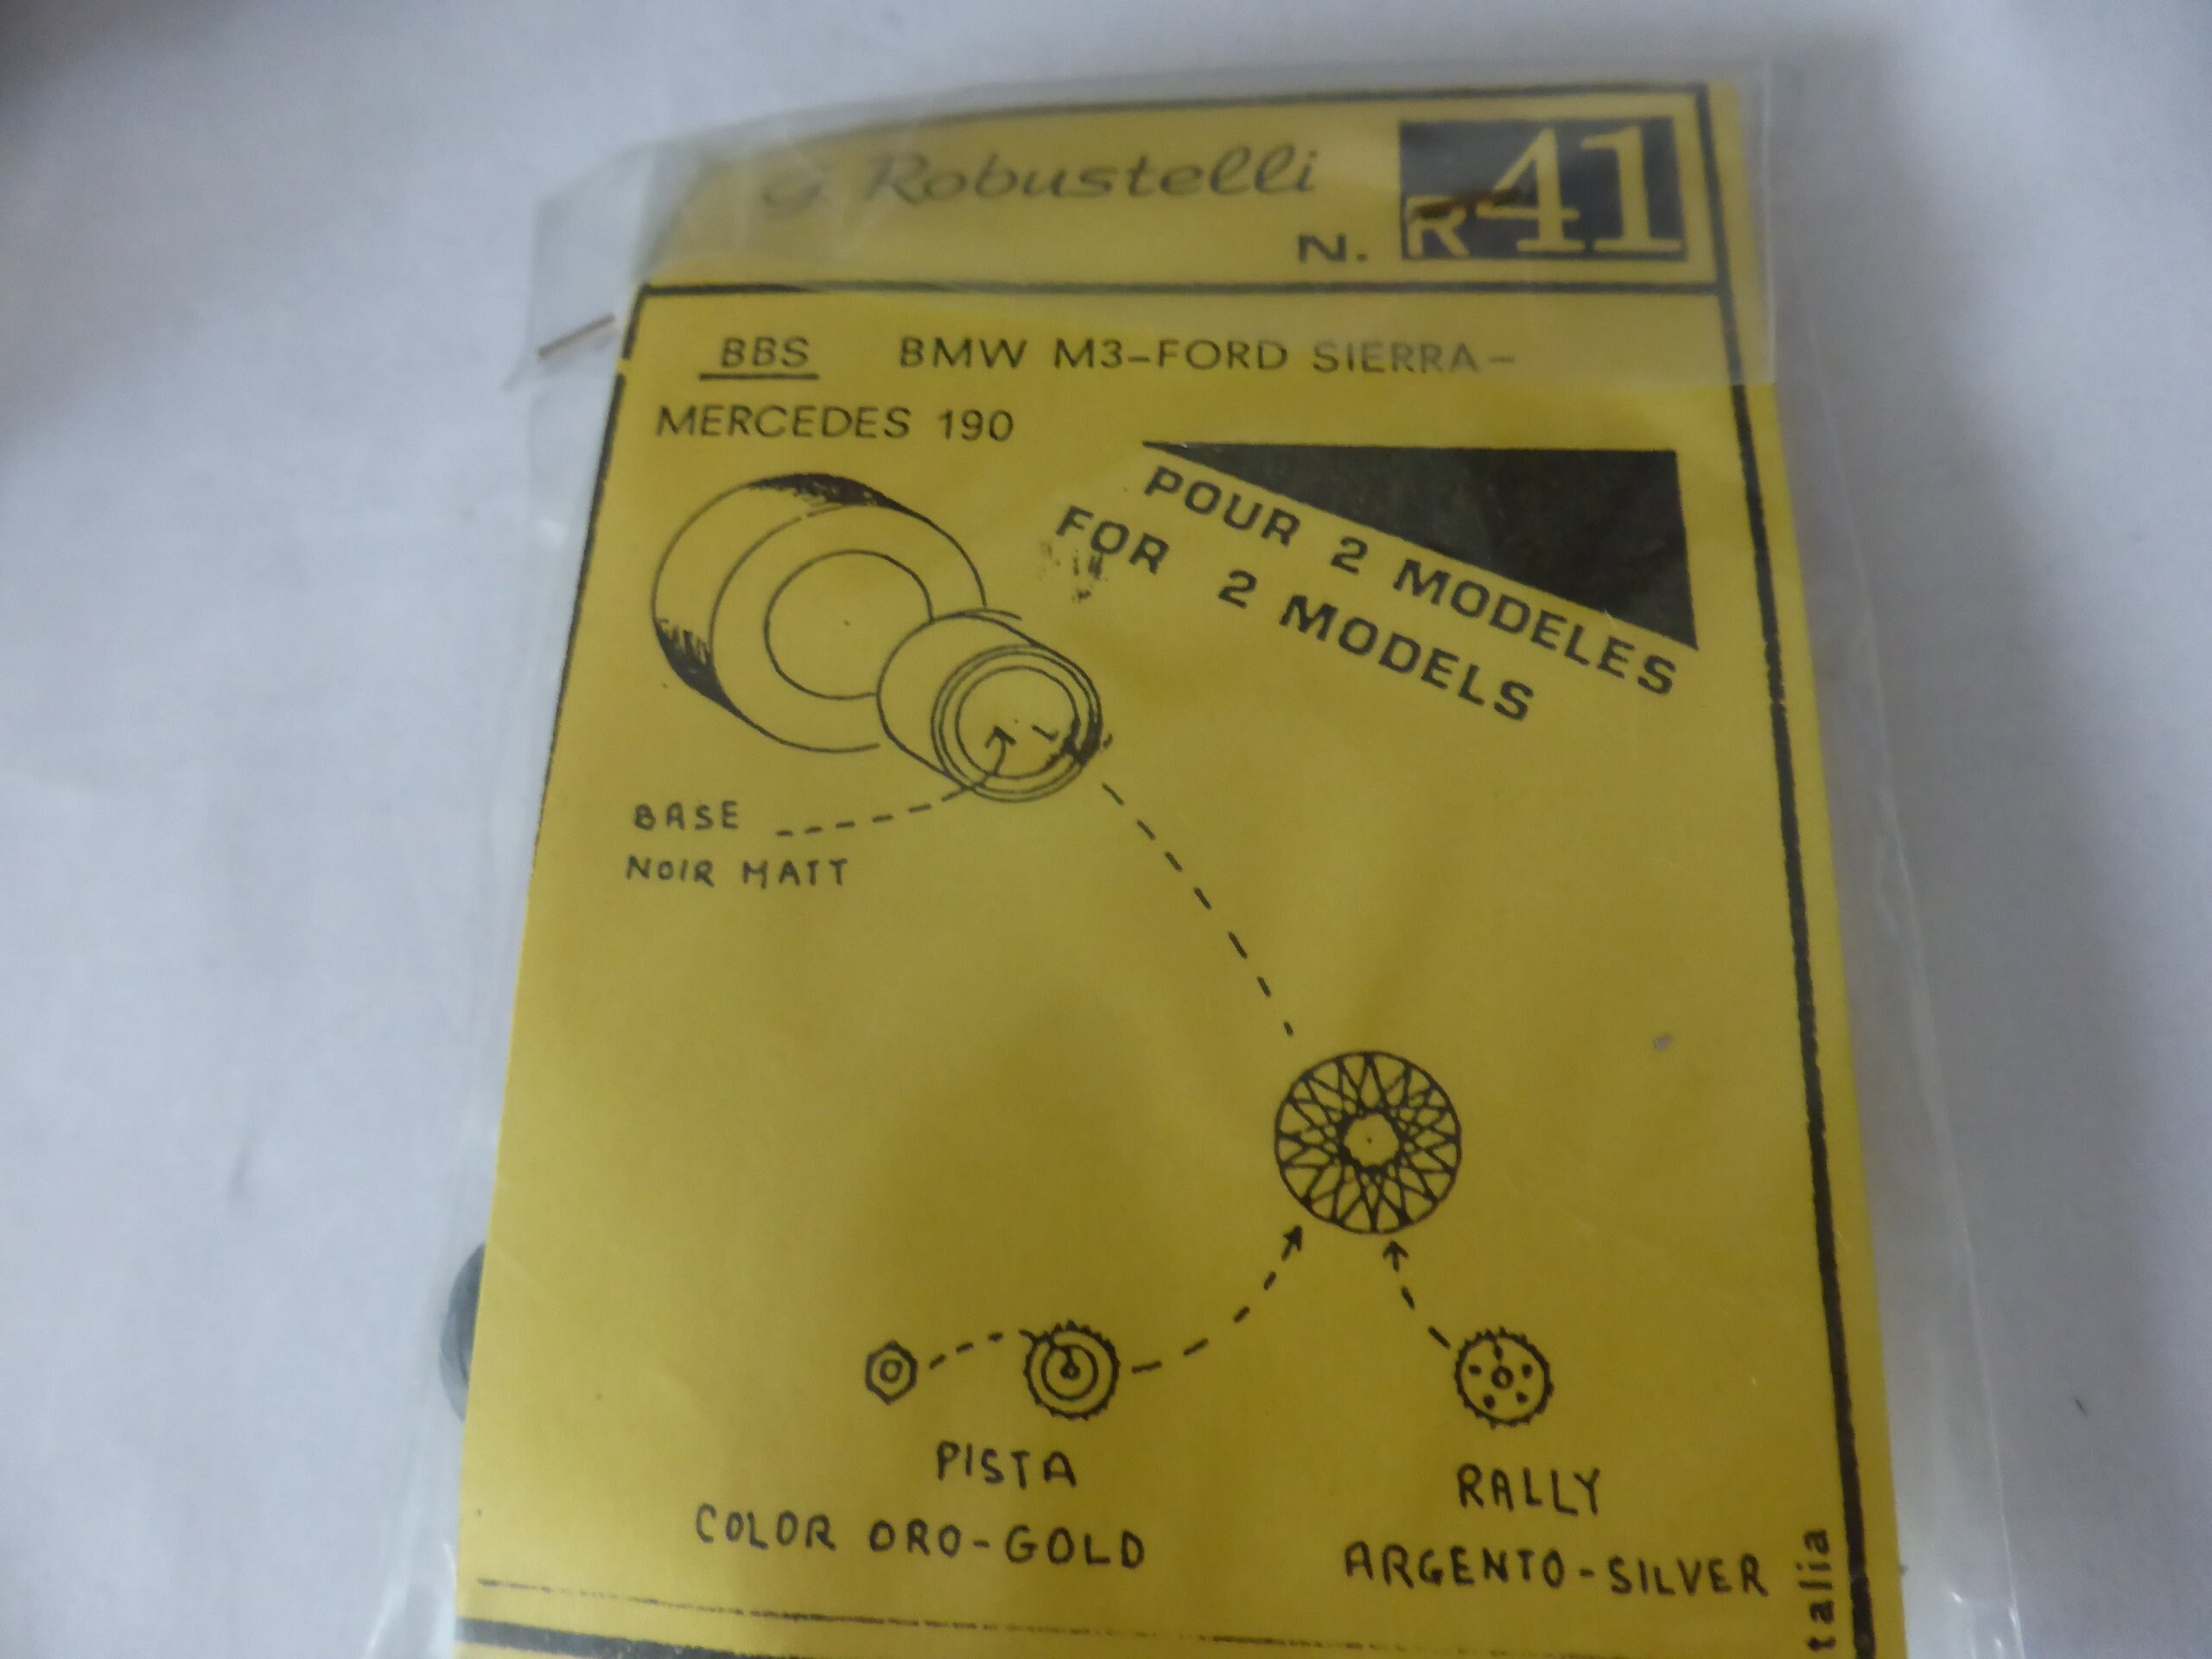 G. Robustelli
N. R41
BBS BMW M3-FORD SIERRA-
MERCEDES 190
POUR 2 MODELES
FOR 2 MODELS
BASE
NOIR MATT
PISTA
COLOR ORO-GOLD
RALLY
ARGENTO-SILVER
talia